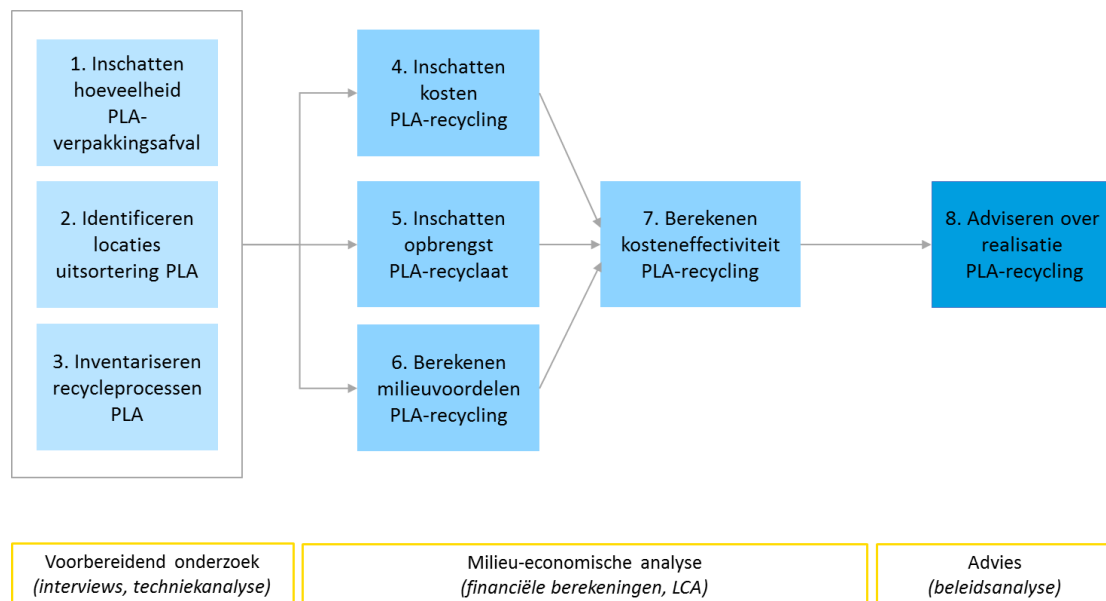 1. Inschatten
hoeveelheid
PLA-
verpakkingsafval
2. Identificeren
locaties
uitsortering PLA
3. Inventariseren
recycleprocessen
PLA
4. Inschatten
kosten
PLA-recycling
5. Inschatten
opbrengst
PLA-recyclaat
6. Berekenen
milieuvoordelen
PLA-recycling
7. Berekenen
kosteneffectiviteit
PLA-recycling
8. Adviseren over
realisatie
PLA-recycling
Voorbereidend onderzoek
(interviews, techniekanalyse)
Milieu-economische analyse
(financiële berekeningen, LCA)
Advies
(beleidsanalyse)